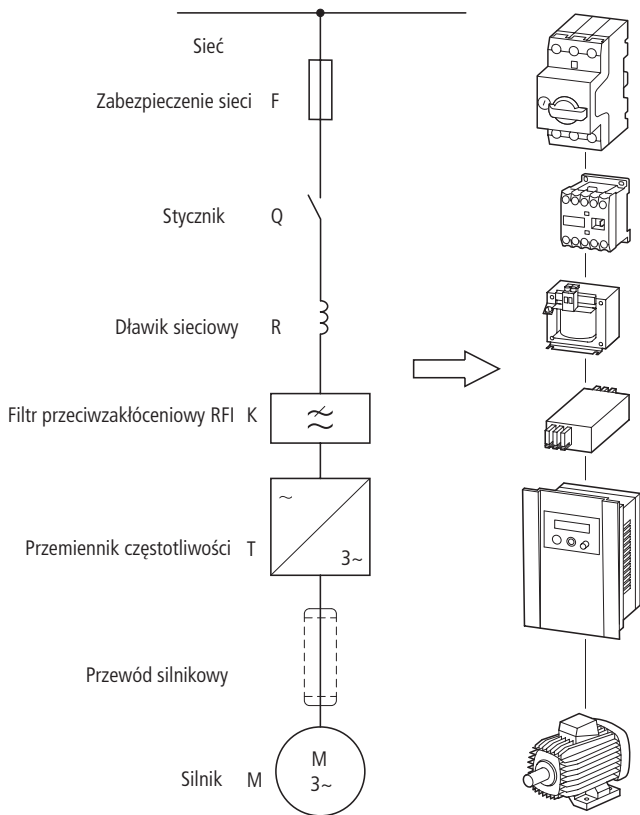 Sieć
Zabezpieczenie sieci F
Stycznik Q
Dławik sieciowy R
Filtr przeciwzakłóceniowy RFI K
~
Przemiennik częstotliwości T
3~
Przewód silnikowy
M
Silnik M
3~